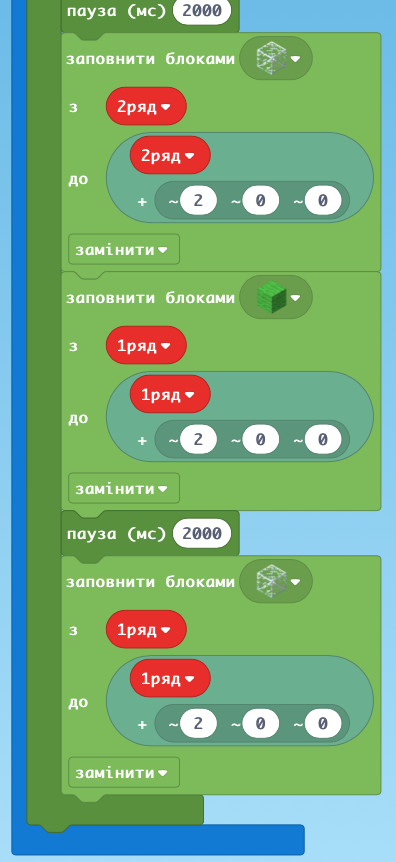 пауза (мс) 2000
заповнити блоками
з 2ряд
2ряд
до
+ ~ 2 ~ 0 ~ 0
замінити
заповнити блоками
з 1ряд
1ряд
до
+ ~ 2 ~ 0 ~ 0
замінити
пауза (мс) 2000
заповнити блоками
з 1ряд
1ряд
до
+ ~ 2 ~ 0 ~ 0
замінити